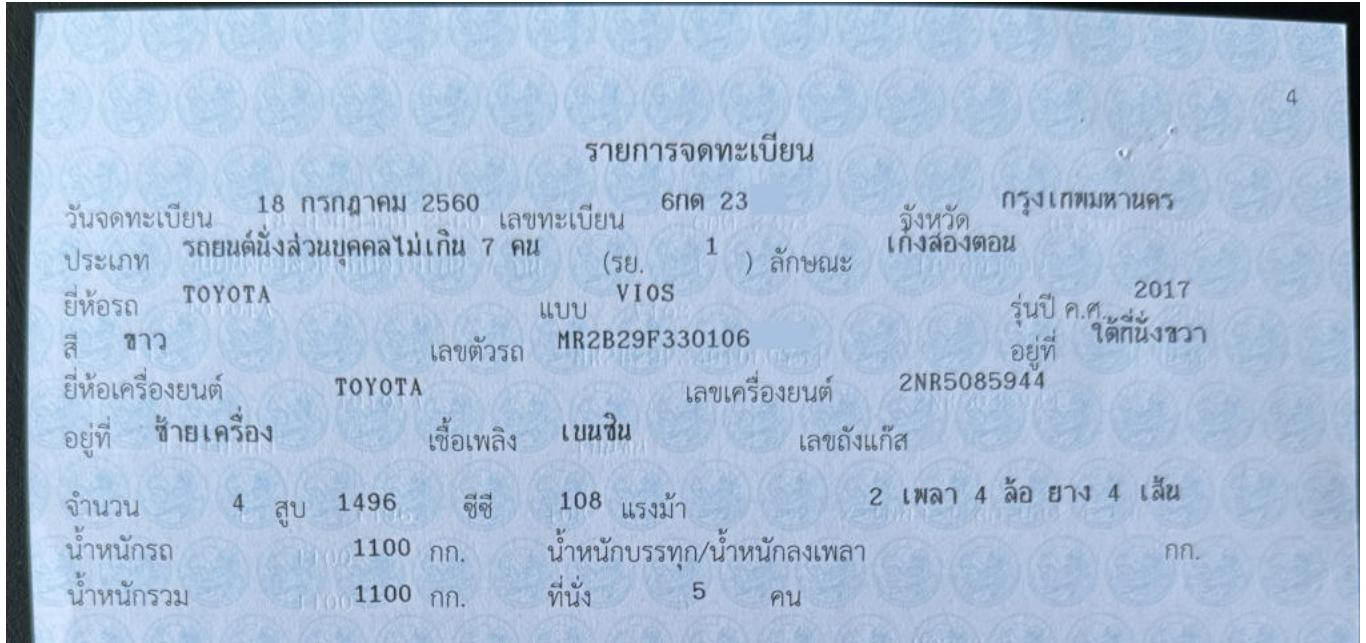 4
รายการจดทะเบียน
วันจดทะเบียน 18 กรกฎาคม 2560 เลขทะเบียน 6กด 23 จังหวัด กรุงเทพมหานคร
ประเภท รถยนต์นั่งส่วนบุคคลไม่เกิน 7 คน (รย. 1 ) ลักษณะ เก๋งสองตอน
ยี่ห้อรถ TOYOTA แบบ VIOS รุ่นปี ค.ศ. 2017
สี ขาว เลขตัวรถ MR2B29F330106 อยู่ที่ ใต้ที่นั่งขวา
ยี่ห้อเครื่องยนต์ TOYOTA เลขเครื่องยนต์ 2NR5085944
อยู่ที่ ซ้ายเครื่อง เชื้อเพลิง เบนซิน เลขถังแก๊ส
จำนวน 4 สูบ 1496 ซีซี 108 แรงม้า 2 เพลา 4 ล้อ ยาง 4 เส้น
น้ำหนักรถ 1100 กก. น้ำหนักบรรทุก/น้ำหนักลงเพลา กก.
น้ำหนักรวม 1100 กก. ที่นั่ง 5 คน